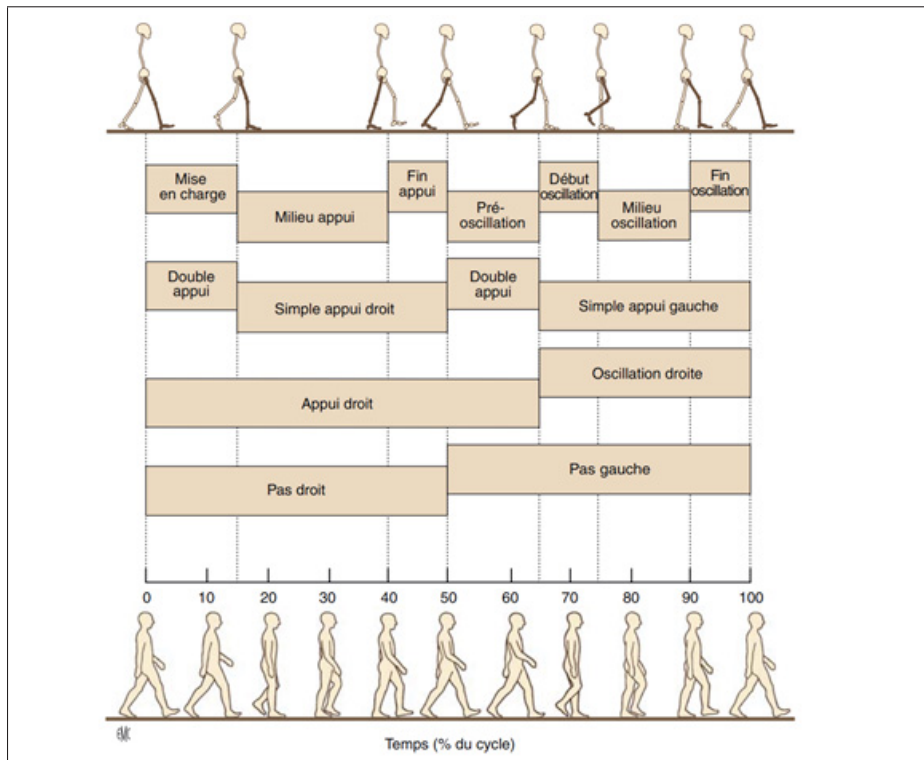 Mise
en charge
Milieu appui
Fin
appui
Pré-
oscillation
Début
oscillation
Milieu
oscillation
Fin
oscillation
Double
appui
Simple appui droit
Double
appui
Simple appui gauche
Appui droit
Oscillation droite
Pas droit
Pas gauche
0 10 20 30 40 50 60 70 80 90 100
EMC
Temps (% du cycle)